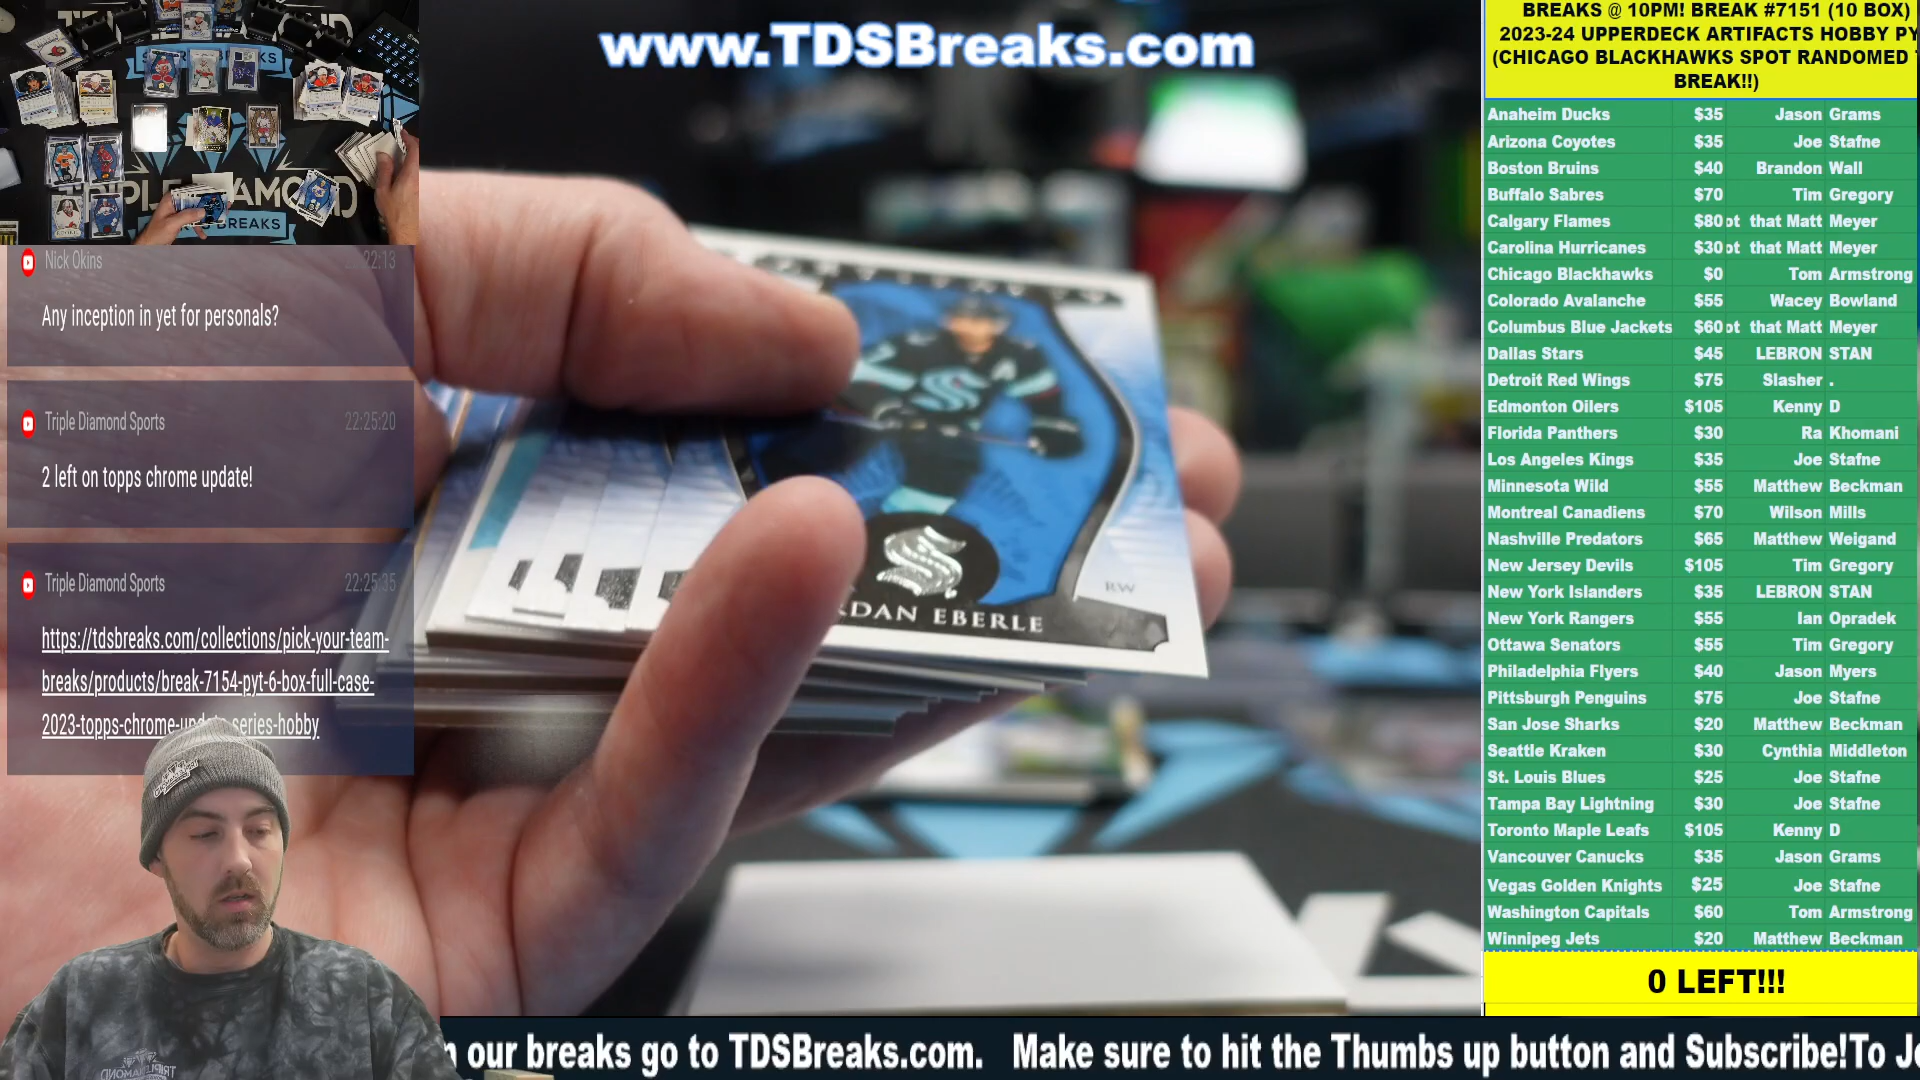 www.TDSBreaks.com
BREAKS @ 10PM! BREAK #7151 (10 BOX)
2023-24 UPPERDECK ARTIFACTS HOBBY PY
(CHICAGO BLACKHAWKS SPOT RANDOMED
BREAK!!)
Anaheim Ducks $35 Jason Grams
Arizona Coyotes $35 Joe Stafne
Boston Bruins $40 Brandon Wall
Buffalo Sabres $70 Tim Gregory
Calgary Flames $80 ot that Matt Meyer
Carolina Hurricanes $30 ot that Matt Meyer
Chicago Blackhawks $0 Tom Armstrong
Colorado Avalanche $55 Wacey Bowland
Columbus Blue Jackets $60 ot that Matt Meyer
Dallas Stars $45 LEBRON STAN
Detroit Red Wings $75 Slasher .
Edmonton Oilers $105 Kenny D
Florida Panthers $30 Ra Khomani
Los Angeles Kings $35 Joe Stafne
Minnesota Wild $55 Matthew Beckman
Montreal Canadiens $70 Wilson Mills
Nashville Predators $65 Matthew Weigand
New Jersey Devils $105 Tim Gregory
New York Islanders $35 LEBRON STAN
New York Rangers $55 Ian Opradek
Ottawa Senators $55 Tim Gregory
Philadelphia Flyers $40 Jason Myers
Pittsburgh Penguins $75 Joe Stafne
San Jose Sharks $20 Matthew Beckman
Seattle Kraken $30 Cynthia Middleton
St. Louis Blues $25 Joe Stafne
Tampa Bay Lightning $30 Joe Stafne
Toronto Maple Leafs $105 Kenny D
Vancouver Canucks $35 Jason Grams
Vegas Golden Knights $25 Joe Stafne
Washington Capitals $60 Tom Armstrong
Winnipeg Jets $20 Matthew Beckman
0 LEFT!!!
Nick Okins 22:13
Any inception in yet for personals?
Triple Diamond Sports 22:25:20
2 left on topps chrome update!
Triple Diamond Sports 22:25:35
https://tdsbreaks.com/collections/pick-your-team-
breaks/products/break-7154-pyt-6-box-full-case-
2023-topps-chrome-upd series-hobby
RW
RDAN EBERLE
BREAKS
our breaks go to TDSBreaks.com. Make sure to hit the Thumbs up button and Subscribe!To Jo